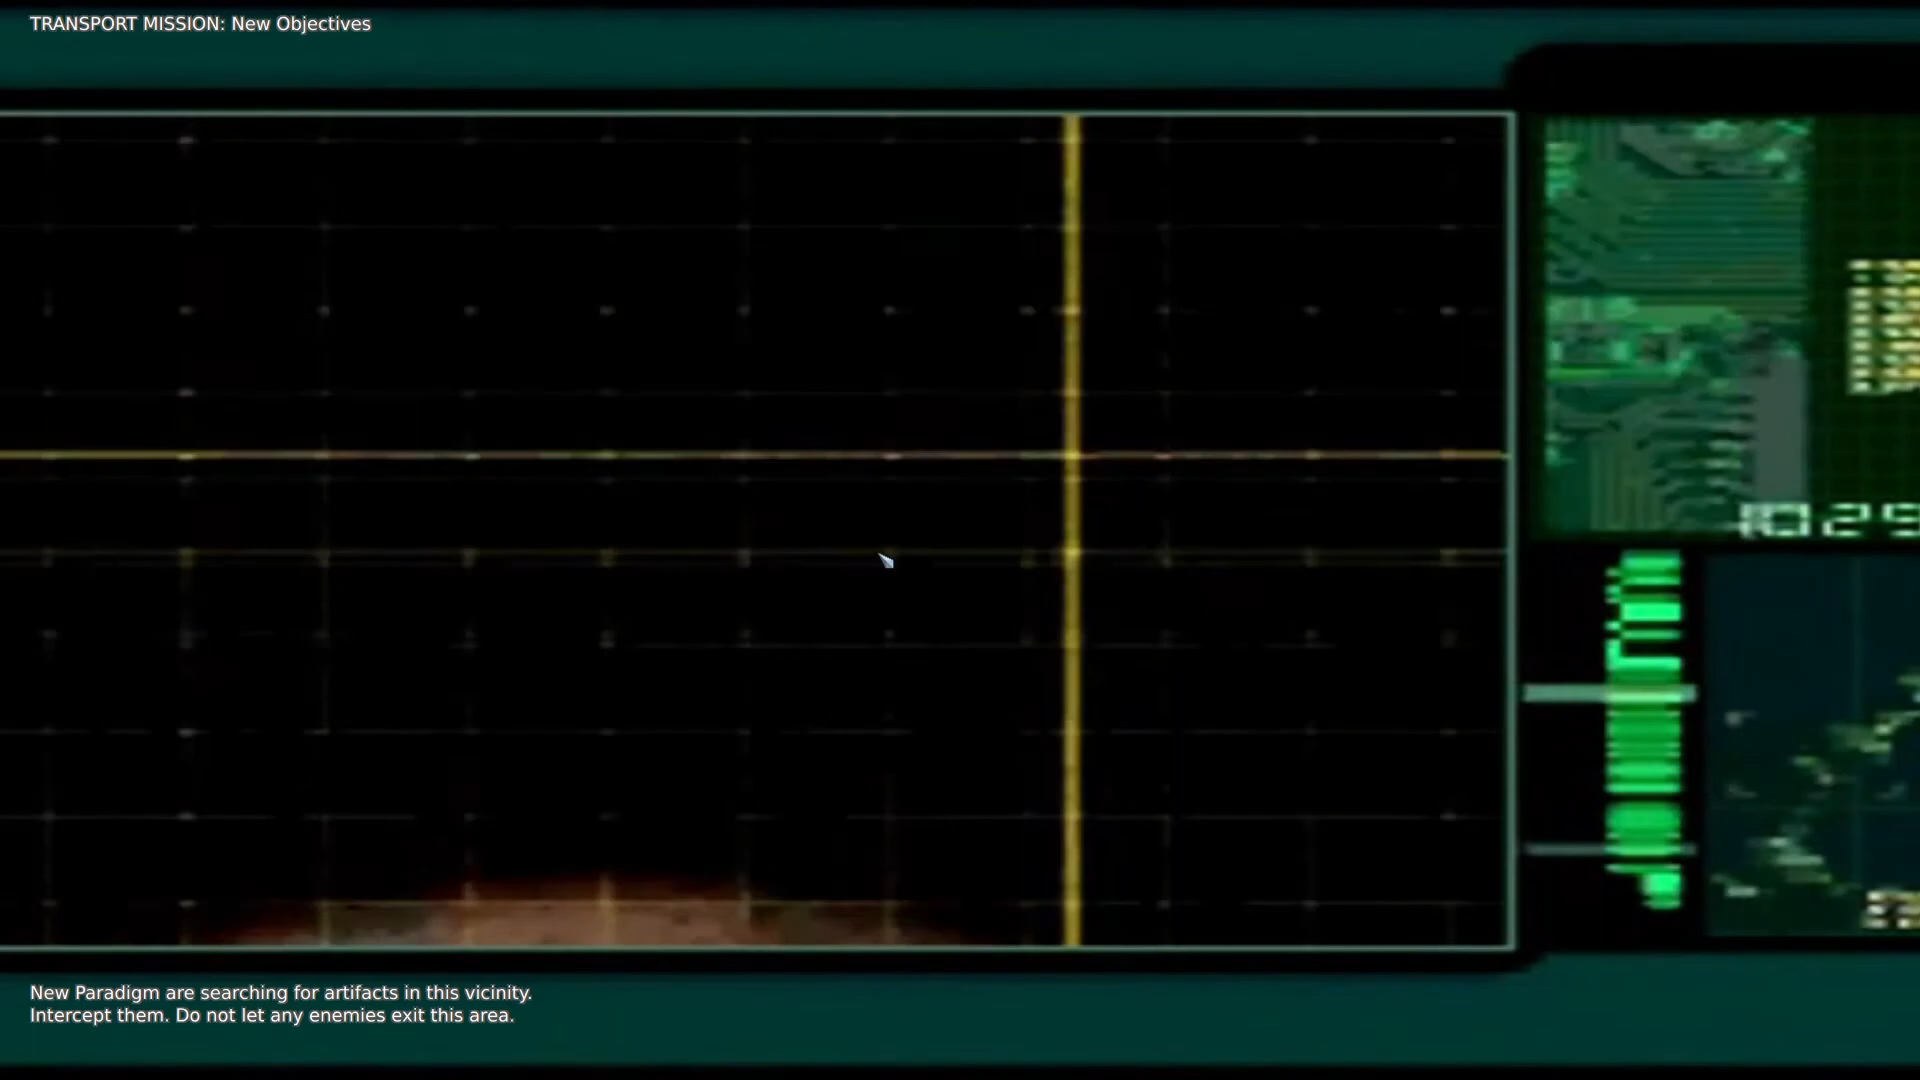 TRANSPORT MISSION: New Objectives
1029
New Paradigm are searching for artifacts in this vicinity.
Intercept them. Do not let any enemies exit this area.